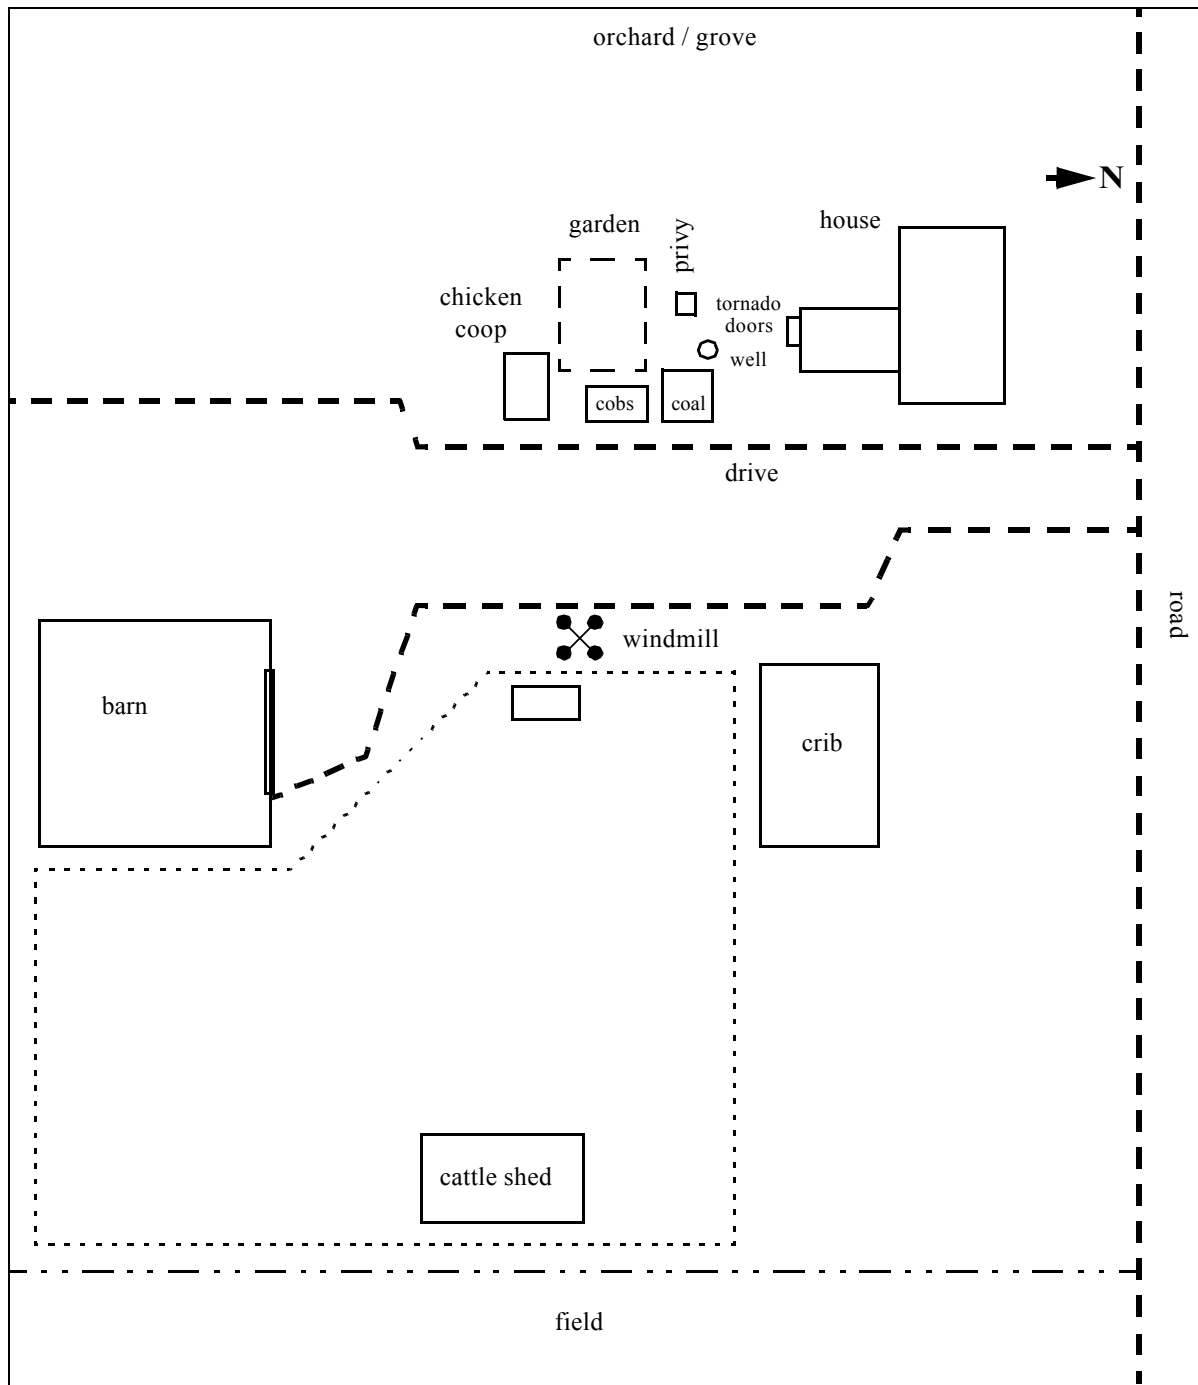 orchard / grove
N
house
garden
privy
chicken
coop
tornado
doors
well
cobs
coal
drive
road
windmill
barn
crib
cattle shed
field